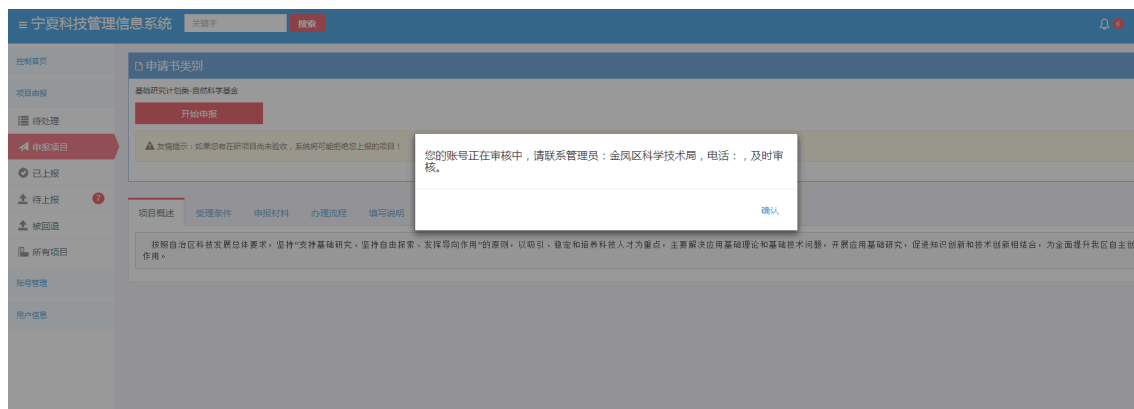 ≡ 宁夏科技管理信息系统 关键字 搜索 6
控制首页
项目申报
待处理
申报项目
已上报
待上报 7
被回退
所有项目
账号管理
用户信息
申请书类别
基础研究计划类-自然科学基金
开始申报
友情提示：如果您有在研项目尚未验收，系统将可能拒绝您上报的项目！
您的账号正在审核中，请联系管理员：金凤区科学技术局，电话：，及时审
核。
确认
项目概述 受理条件 申报材料 办理流程 填写说明
按照自治区科技发展总体要求，坚持“支持基础研究、坚持自由探索、发挥导向作用”的原则，以吸引、稳定和培养科技人才为重点，主要解决应用基础理论和基础技术问题，开展应用基础研究，促进知识创新和技术创新相结合，为全面提升我区自主创
作用。